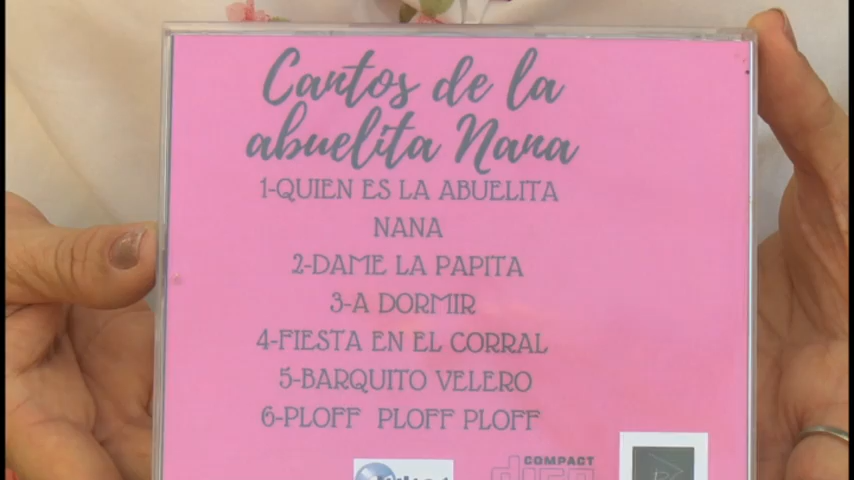 Cantos de la
abuelita Nana
1-QUIEN ES LA ABUELITA
NANA
2-DAME LA PAPITA
3-A DORMIR
4-FIESTA EN EL CORRAL
5-BARQUITO VELERO
6-PLOFF PLOFF PLOFF
COMPACT
disc